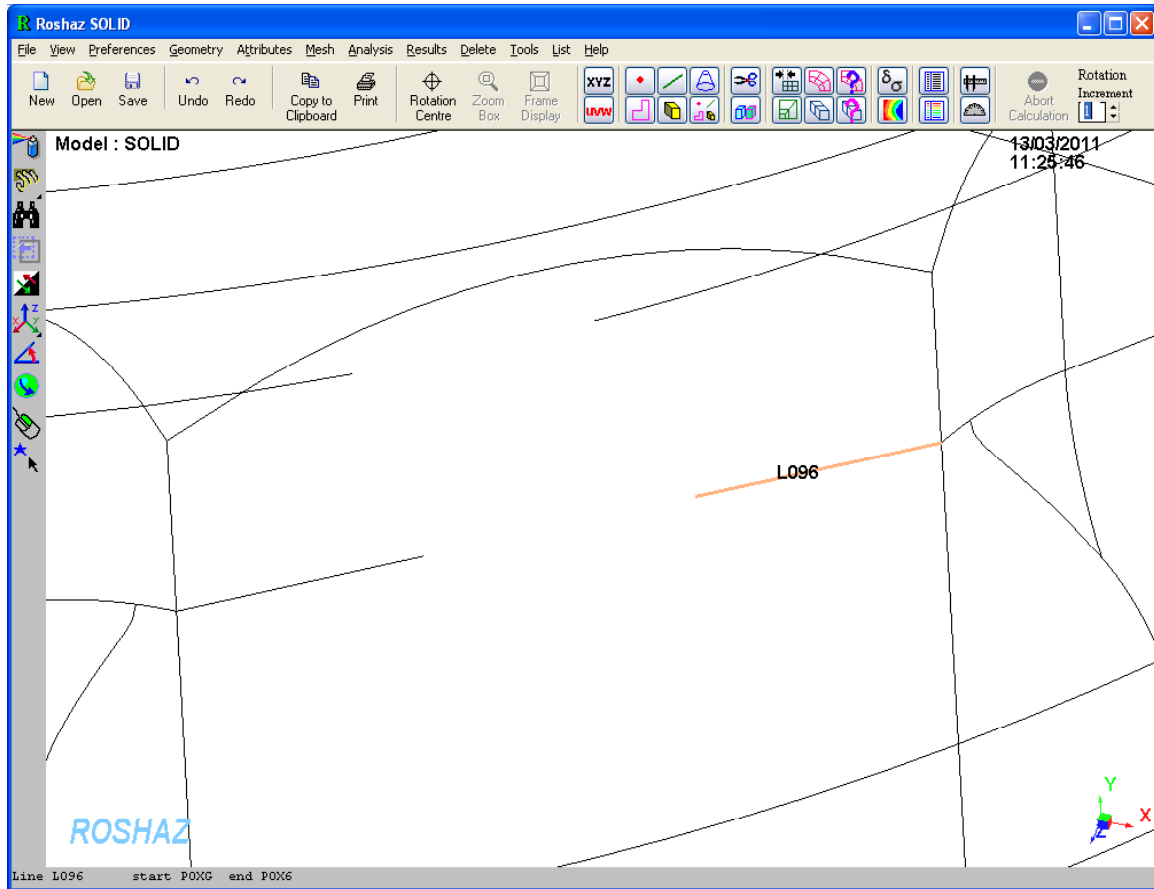 R Roshaz SOLID
File View Preferences Geometry Attributes Mesh Analysis Results Delete Tools List Help
New Open Save Undo Redo Copy to Clipboard Print Rotation Centre Zoom Box Frame Display
XYZ
UVW
δσ
Abort Calculation
Rotation Increment
1
Model : SOLID
13/03/2011
11:25:46
Z
X Y
L096
Y
X
Z
ROSHAZ
Line L096 start P0XG end P0X6